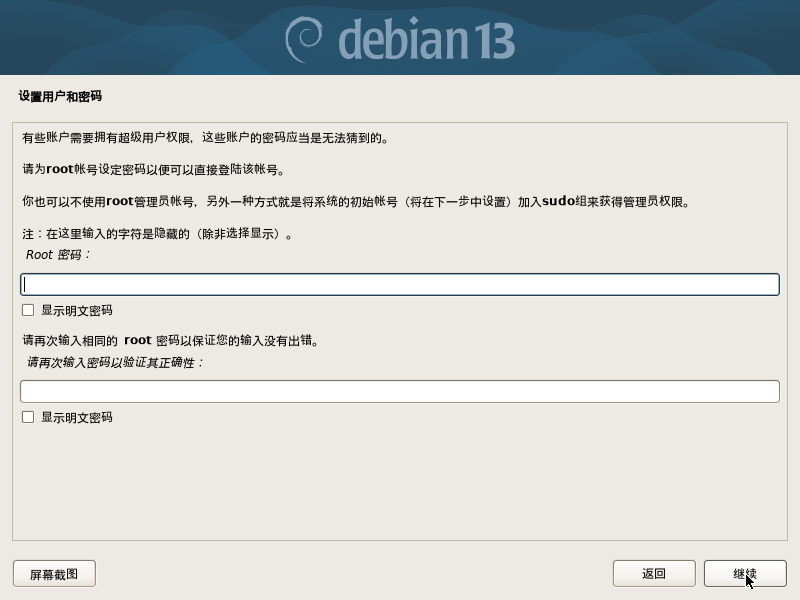 debian 13
设置用户和密码
有些账户需要拥有超级用户权限，这些账户的密码应当是无法猜到的。
请为root帐号设定密码以便可以直接登陆该帐号。
你也可以不使用root管理员帐号，另外一种方式就是将系统的初始帐号（将在下一步中设置）加入sudo组来获得管理员权限。
注：在这里输入的字符是隐藏的（除非选择显示）。
Root 密码：
显示明文密码
请再次输入相同的 root 密码以保证您的输入没有出错。
请再次输入密码以验证其正确性：
显示明文密码
屏幕截图
返回
继续